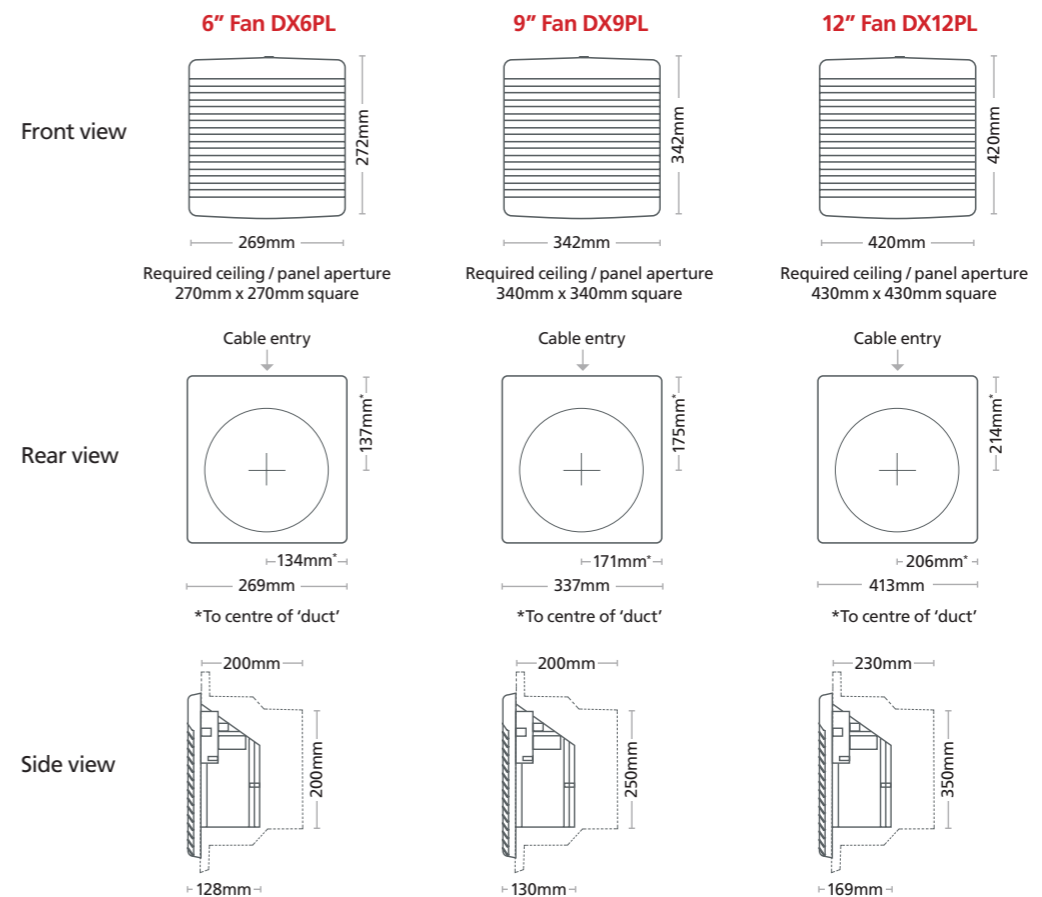 6” Fan DX6PL
9” Fan DX9PL
12” Fan DX12PL
Front view
272mm
342mm
420mm
269mm
342mm
420mm
Required ceiling / panel aperture
270mm x 270mm square
Required ceiling / panel aperture
340mm x 340mm square
Required ceiling / panel aperture
430mm x 430mm square
Cable entry
Cable entry
Cable entry
Rear view
137mm*
175mm*
214mm*
134mm*
171mm*
206mm*
269mm
337mm
413mm
*To centre of ‘duct’
*To centre of ‘duct’
*To centre of ‘duct’
200mm
200mm
230mm
Side view
200mm
250mm
350mm
128mm
130mm
169mm